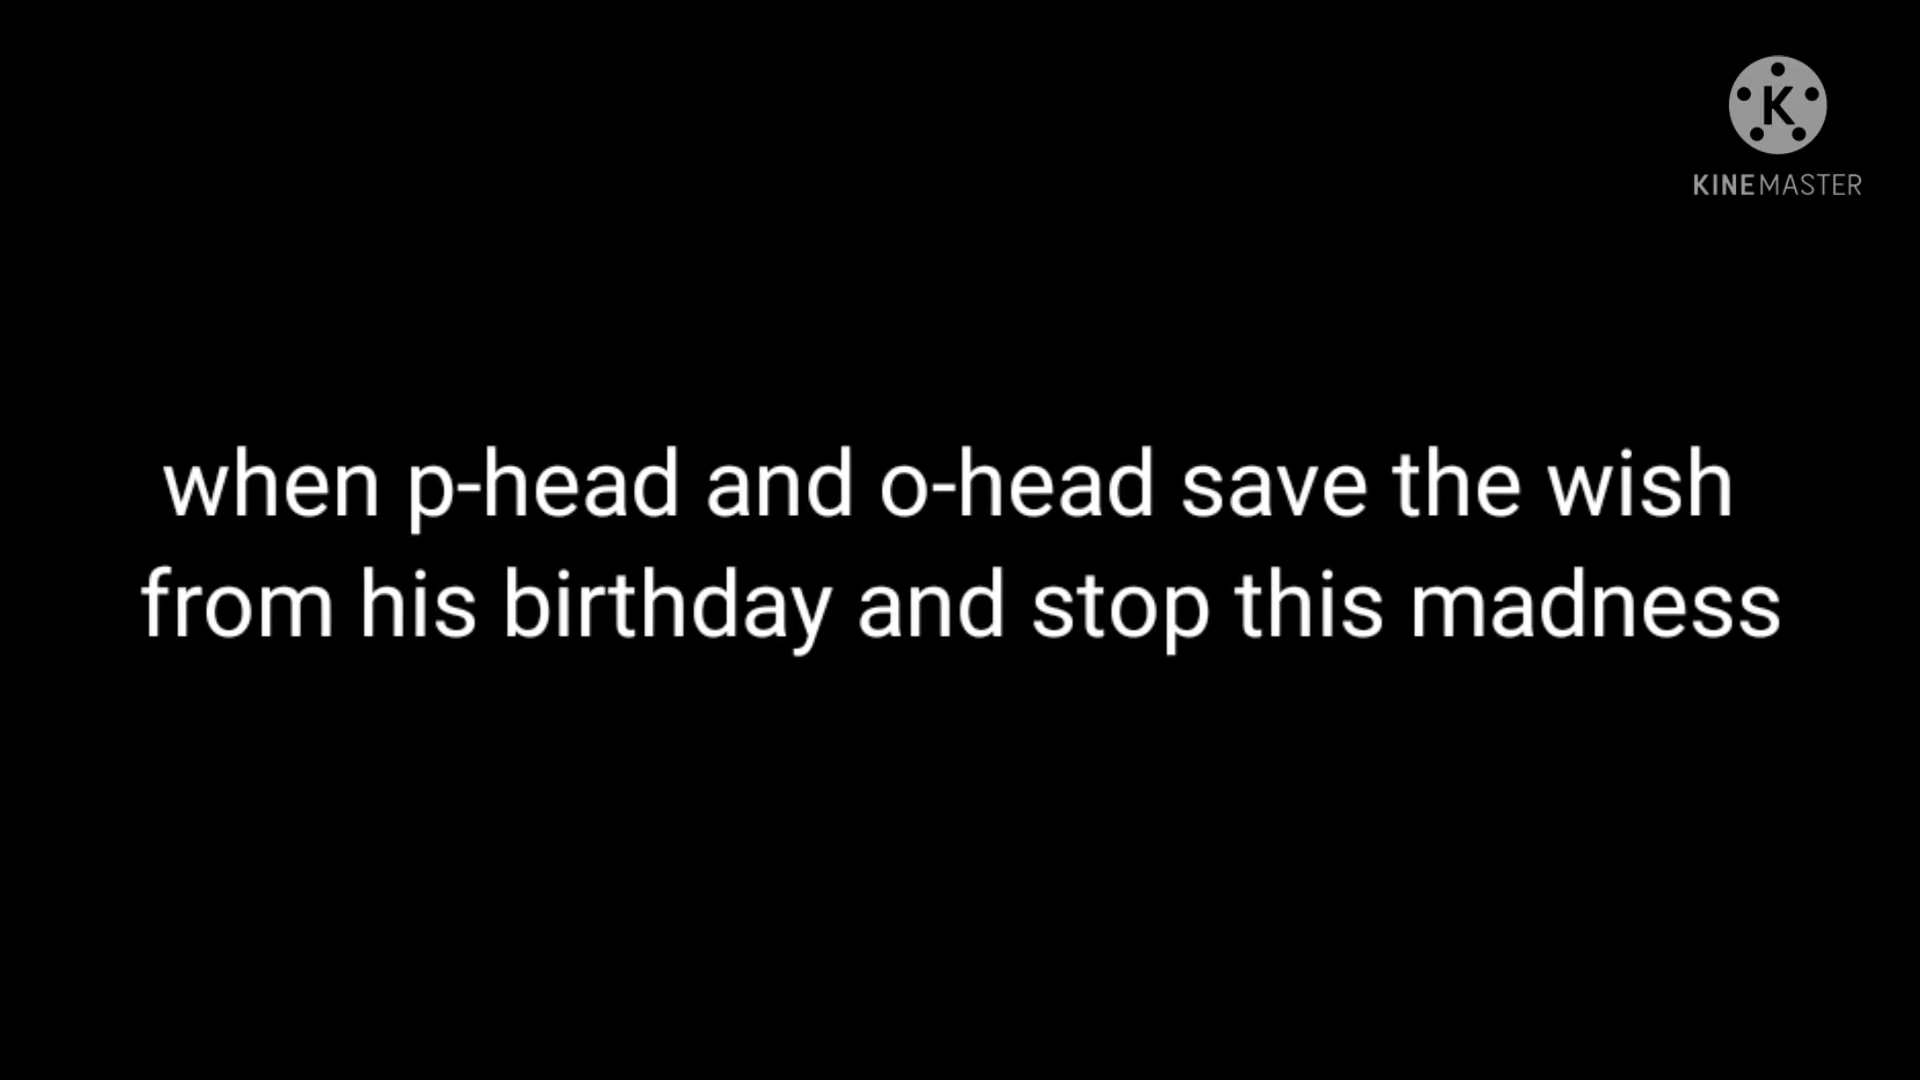 K
KINEMASTER
when p-head and o-head save the wish
from his birthday and stop this madness